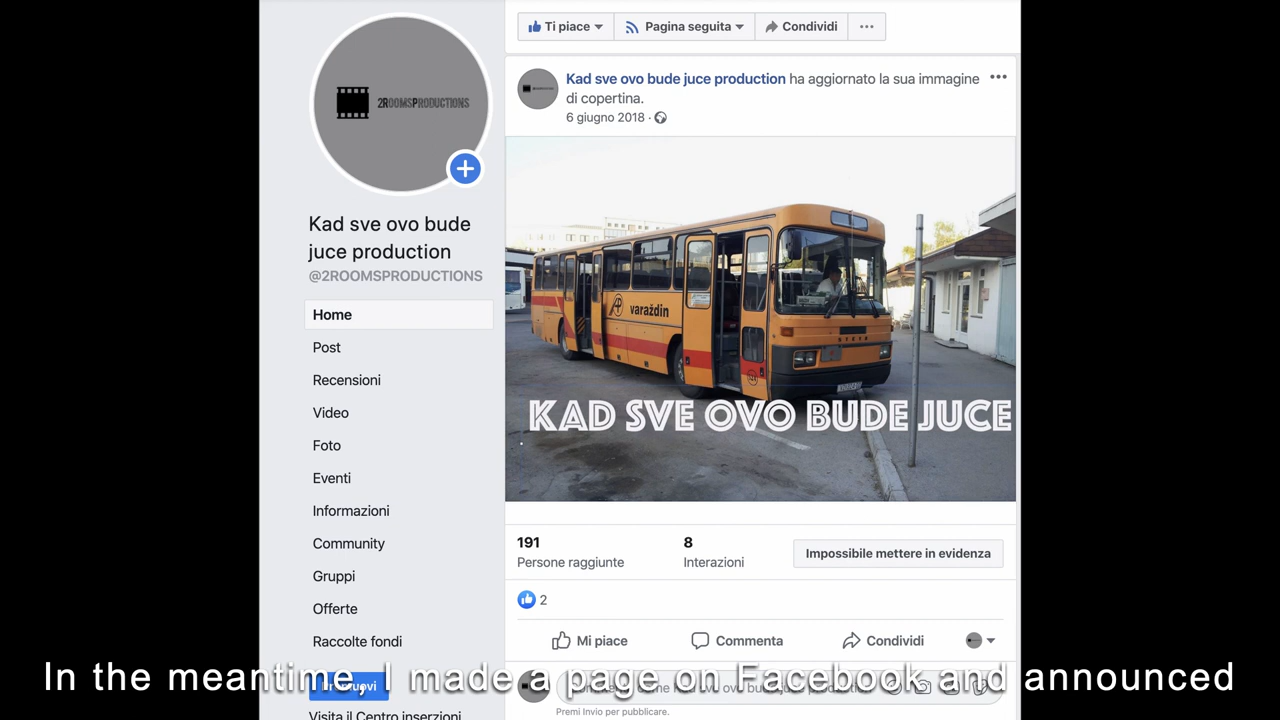 Ti piace
Pagina seguita
Condividi
2ROOMSPRODUCTIONS
Kad sve ovo bude juce production ha aggiornato la sua immagine
di copertina.
6 giugno 2018
Kad sve ovo bude
juce production
@2ROOMSPRODUCTIONS
Home
Post
Recensioni
Video
Foto
Eventi
Informazioni
Community
Gruppi
Offerte
Raccolte fondi
Visita il Centro inserzioni
varaždin
KAD SVE OVO BUDE JUCE
191
Persone raggiunte
8
Interazioni
Impossibile mettere in evidenza
2
Mi piace
Commenta
Condividi
Premi Invio per pubblicare.
In the meantime, I made a page on Facebook and announced